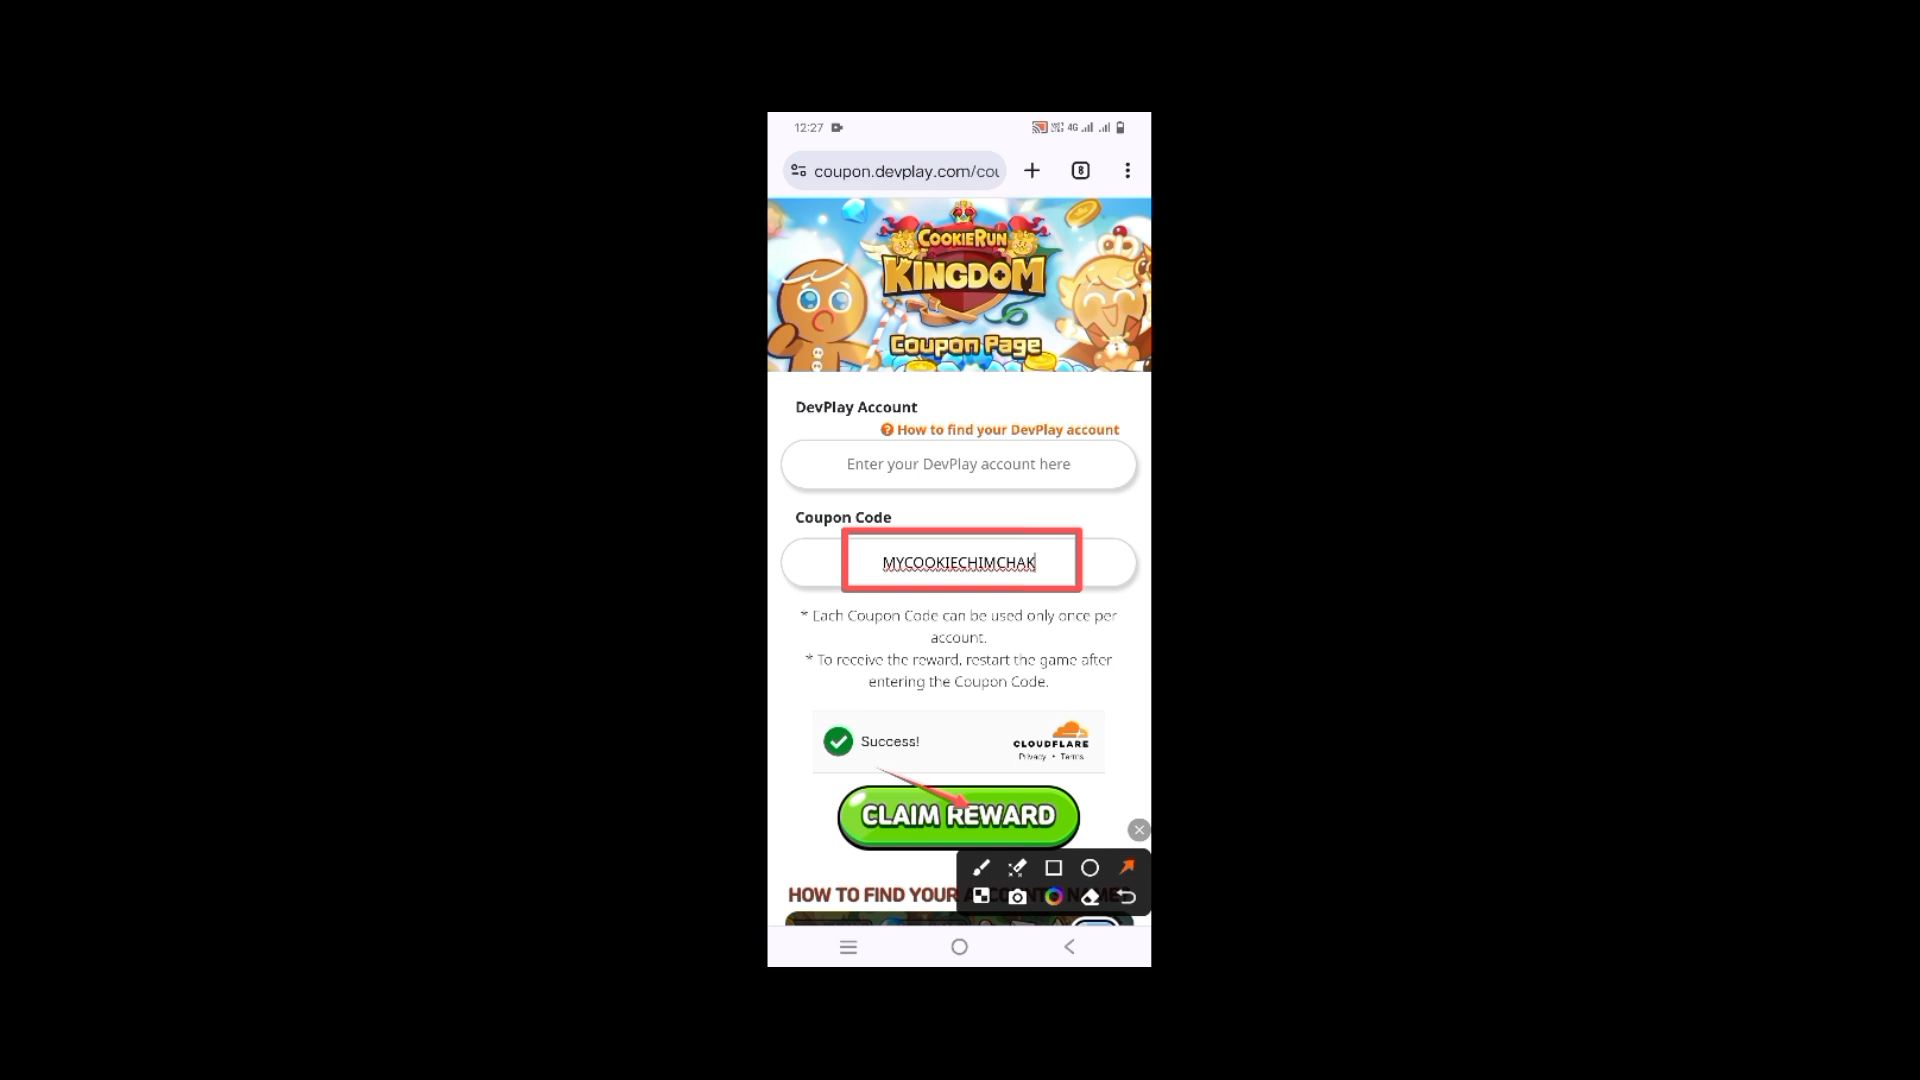 12:27
4G
coupon.devplay.com/cou
8
COOKIERUN
KINGDOM
Coupon Page
DevPlay Account
? How to find your DevPlay account
Enter your DevPlay account here
Coupon Code
MYCOOKIECHIMCHAK
* Each Coupon Code can be used only once per
account.
* To receive the reward, restart the game after
entering the Coupon Code.
Success!
CLOUDFLARE
Privacy • Terms
CLAIM REWARD
HOW TO FIND YOUR